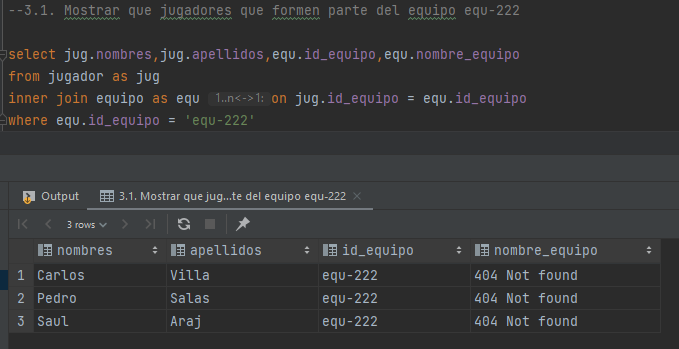 --3.1. Mostrar que jugadores que formen parte del equipo equ-222
select jug.nombres,jug.apellidos,equ.id_equipo,equ.nombre_equipo
from jugador as jug
inner join equipo as equ 1..n<->1: on jug.id_equipo = equ.id_equipo
where equ.id_equipo = 'equ-222'
Output 3.1. Mostrar que jug...te del equipo equ-222
3 rows
nombres apellidos id_equipo nombre_equipo
1 Carlos Villa equ-222 404 Not found
2 Pedro Salas equ-222 404 Not found
3 Saul Araj equ-222 404 Not found